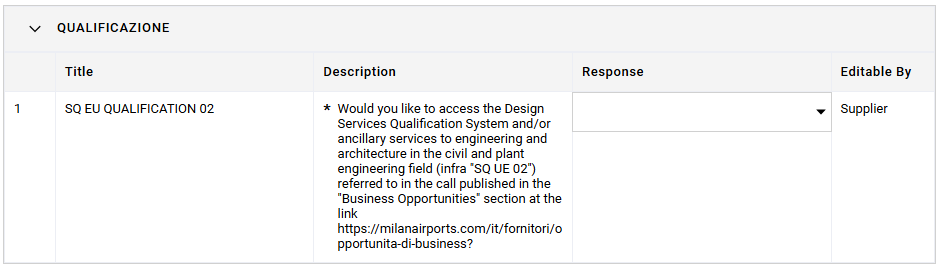 QUALIFICAZIONE
Title Description Response Editable By
1 SQ EU QUALIFICATION 02 * Would you like to access the Design Supplier
Services Qualification System and/or
ancillary services to engineering and
architecture in the civil and plant
engineering field (infra "SQ UE 02")
referred to in the call published in the
"Business Opportunities" section at the
link
https://milanairports.com/it/fornitori/o
pportunita-di-business?